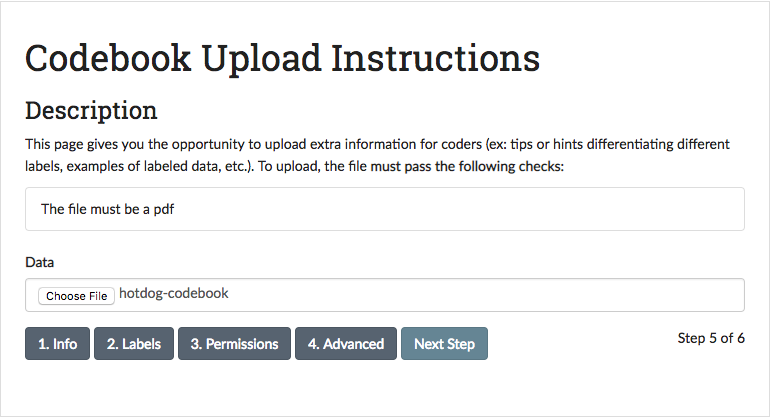 Codebook Upload Instructions
Description
This page gives you the opportunity to upload extra information for coders (ex: tips or hints differentiating different
labels, examples of labeled data, etc.). To upload, the file must pass the following checks:
The file must be a pdf
Data
Choose File hotdog-codebook
1. Info 2. Labels 3. Permissions 4. Advanced Next Step Step 5 of 6